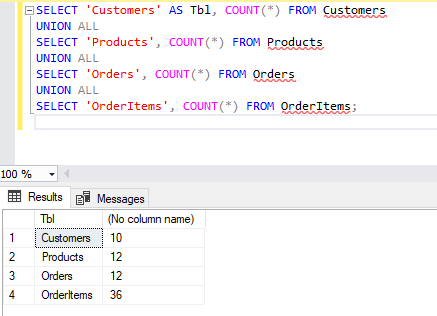 SELECT 'Customers' AS Tbl, COUNT(*) FROM Customers
UNION ALL
SELECT 'Products', COUNT(*) FROM Products
UNION ALL
SELECT 'Orders', COUNT(*) FROM Orders
UNION ALL
SELECT 'OrderItems', COUNT(*) FROM OrderItems;
100 %
Results Messages
Tbl (No column name)
1 Customers 10
2 Products 12
3 Orders 12
4 OrderItems 36